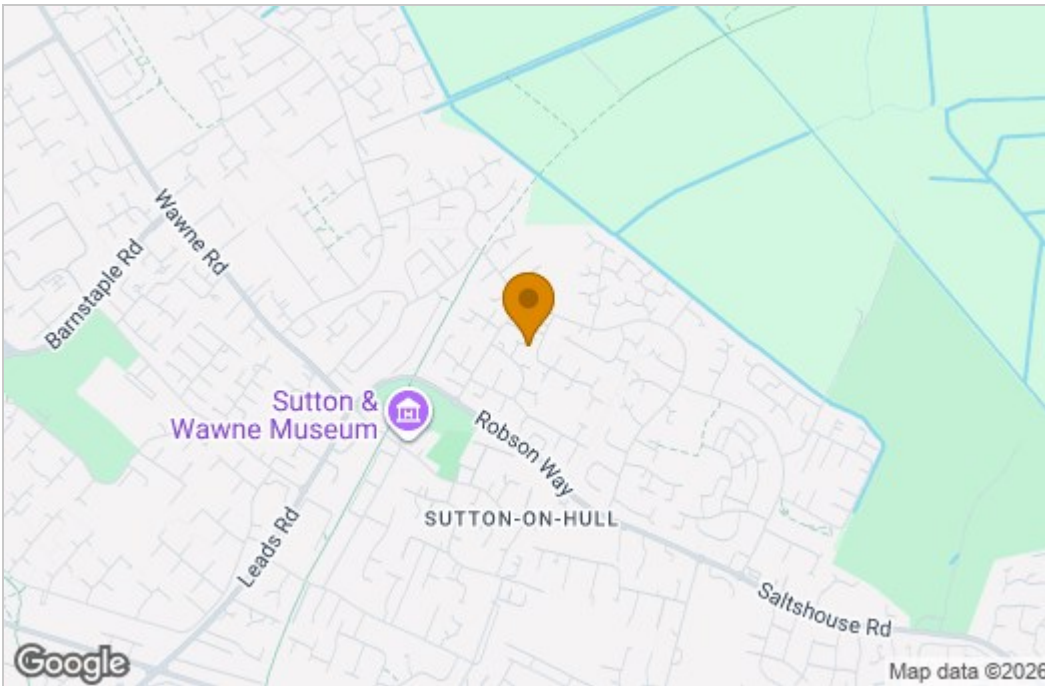 Wawne Rd
Barnstaple Rd
Sutton &
Wawne Museum
Robson Way
SUTTON-ON-HULL
Leads Rd
Saltshouse Rd
Google
Map data ©2026